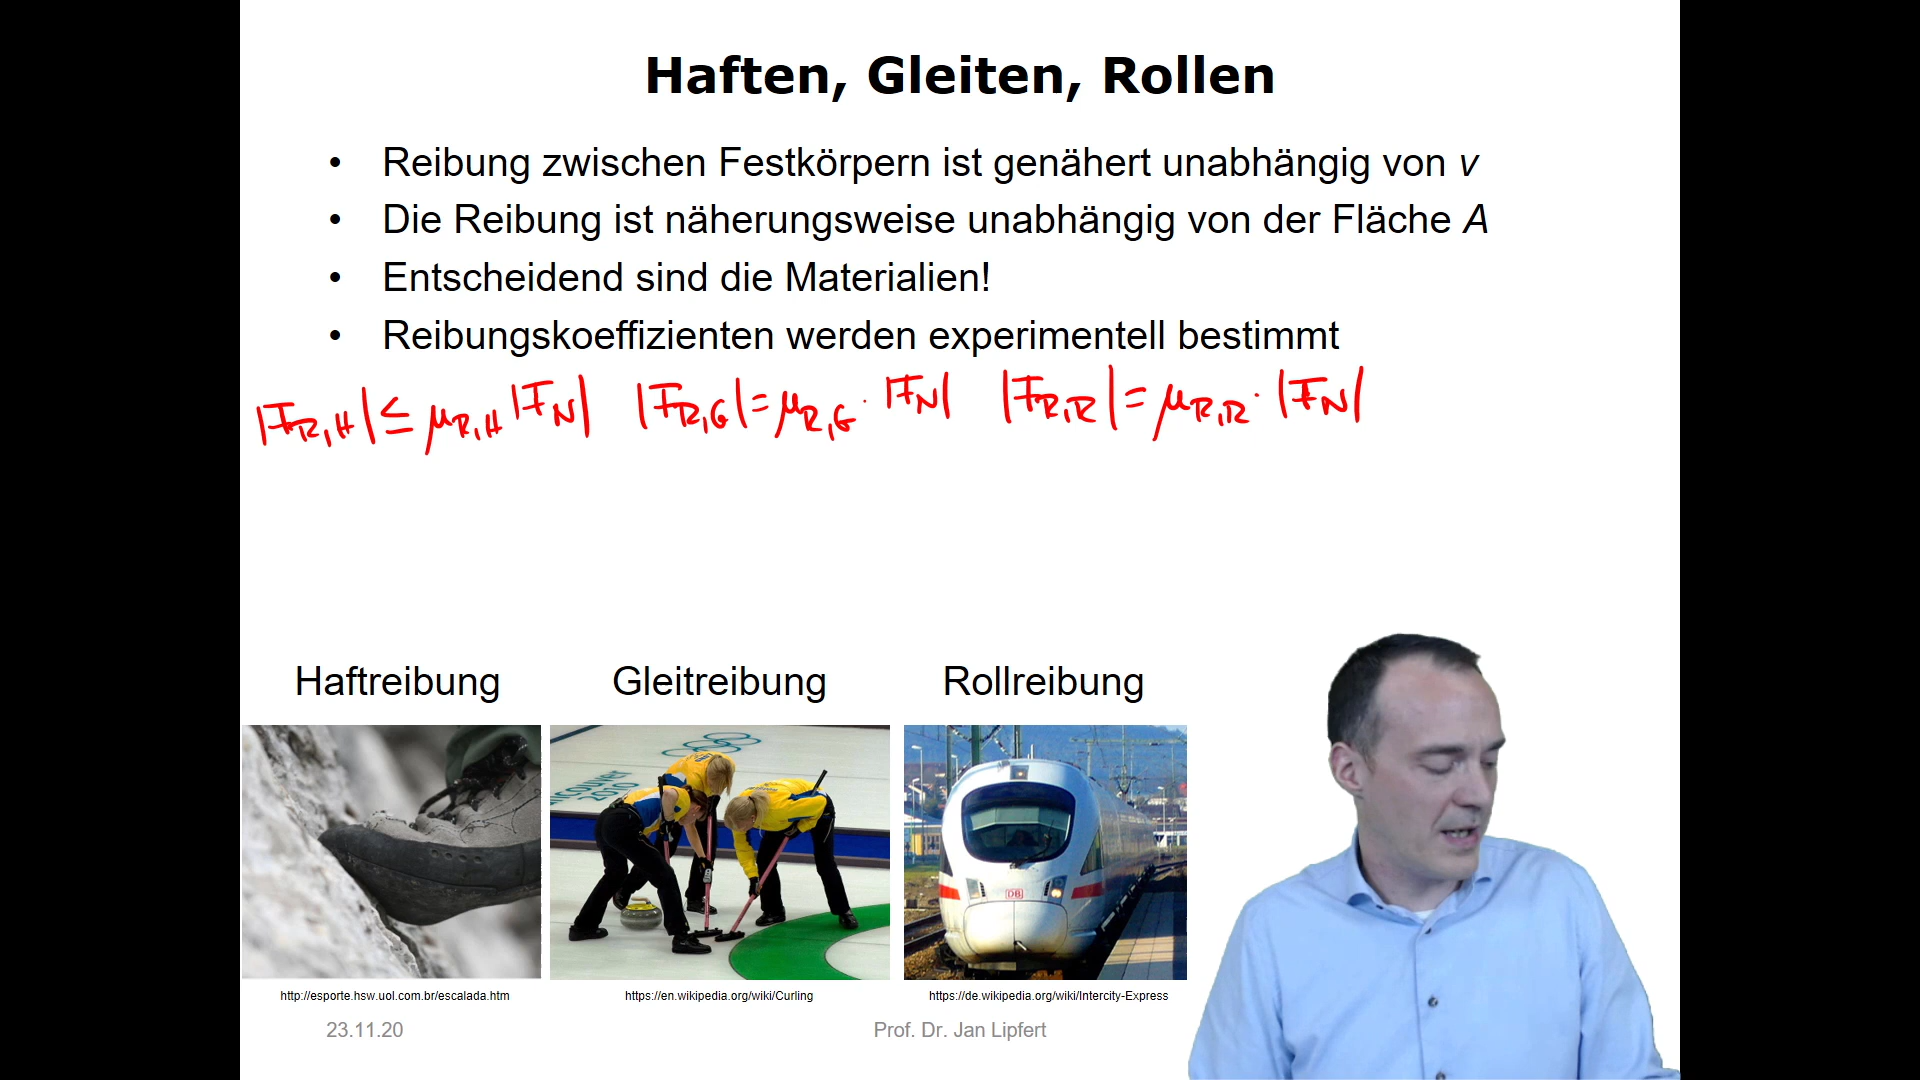 Haften, Gleiten, Rollen
• Reibung zwischen Festkörpern ist genähert unabhängig von v
• Die Reibung ist näherungsweise unabhängig von der Fläche A
• Entscheidend sind die Materialien!
• Reibungskoeffizienten werden experimentell bestimmt
|F_R,H| ≤ μ_R,H |F_N| |F_R,G| = μ_R,G · |F_N| |F_R,R| = μ_R,R · |F_N|
Haftreibung Gleitreibung Rollreibung
vancouver
2010
DB
http://esporte.hsw.uol.com.br/escalada.htm https://en.wikipedia.org/wiki/Curling https://de.wikipedia.org/wiki/Intercity-Express
23.11.20 Prof. Dr. Jan Lipfert